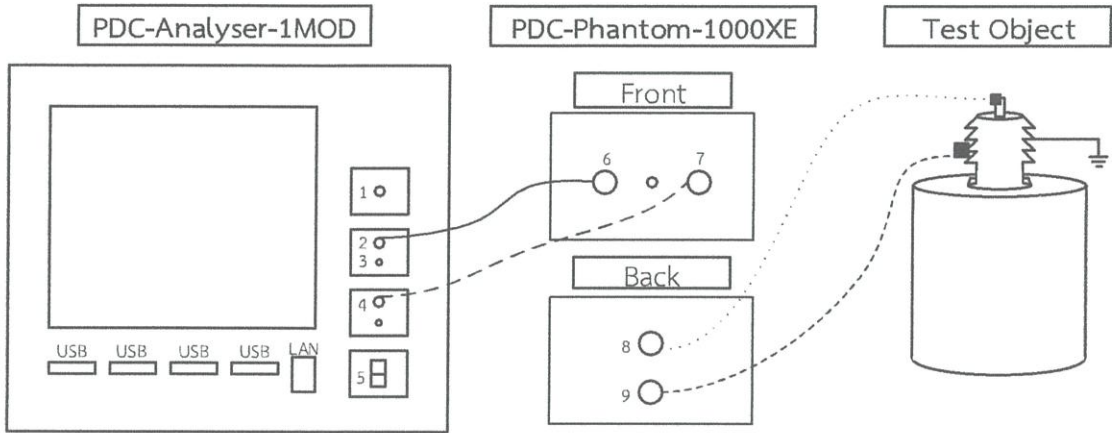 PDC-Analyser-1MOD PDC-Phantom-1000XE Test Object
Front
6 7
1
2
3
Back
4
8
USB USB USB USB LAN
5
9